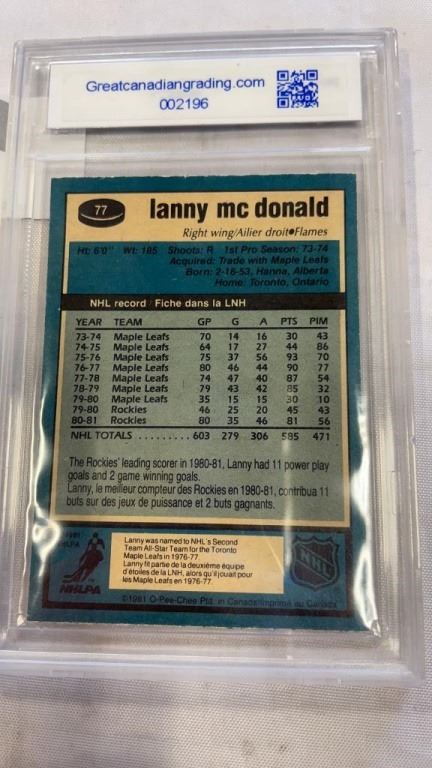 Greatcanadiangrading.com
002196
77 lanny mc donald
Right wing/Ailier droit●Flames
Ht: 6'0" Wt: 185 Shoots: R 1st Pro Season: 73-74
Acquired: Trade with Maple Leafs
Born: 2-16-53, Hanna, Alberta
Home: Toronto, Ontario
NHL record / Fiche dans la LNH
YEAR TEAM GP G A PTS PIM
73-74 Maple Leafs 70 14 16 30 43
74-75 Maple Leafs 64 17 27 44 86
75-76 Maple Leafs 75 37 56 93 70
76-77 Maple Leafs 80 46 44 90 77
77-78 Maple Leafs 74 47 40 87 54
78-79 Maple Leafs 79 43 42 85 32
79-80 Maple Leafs 35 15 15 30 10
79-80 Rockies 46 25 20 45 43
80-81 Rockies 80 35 46 81 56
NHL TOTALS ......... 603 279 306 585 471
The Rockies' leading scorer in 1980-81, Lanny had 11 power play
goals and 2 game winning goals.
Lanny, le meilleur compteur des Rockies en 1980-81, contribua 11
buts sur des jeux de puissance et 2 buts gagnants.
1981
NHLPA
Lanny was named to NHL's Second
Team All-Star Team for the Toronto
Maple Leafs in 1976-77.
Lanny fit partie de la deuxième équipe
d'étoiles de la LNH, alors qu'il jouait pour
les Maple Leafs en 1976-77.
NHLPA
NHL
©1981 O-Pee-Chee Ptd. in Canada/Imprimé au Canada